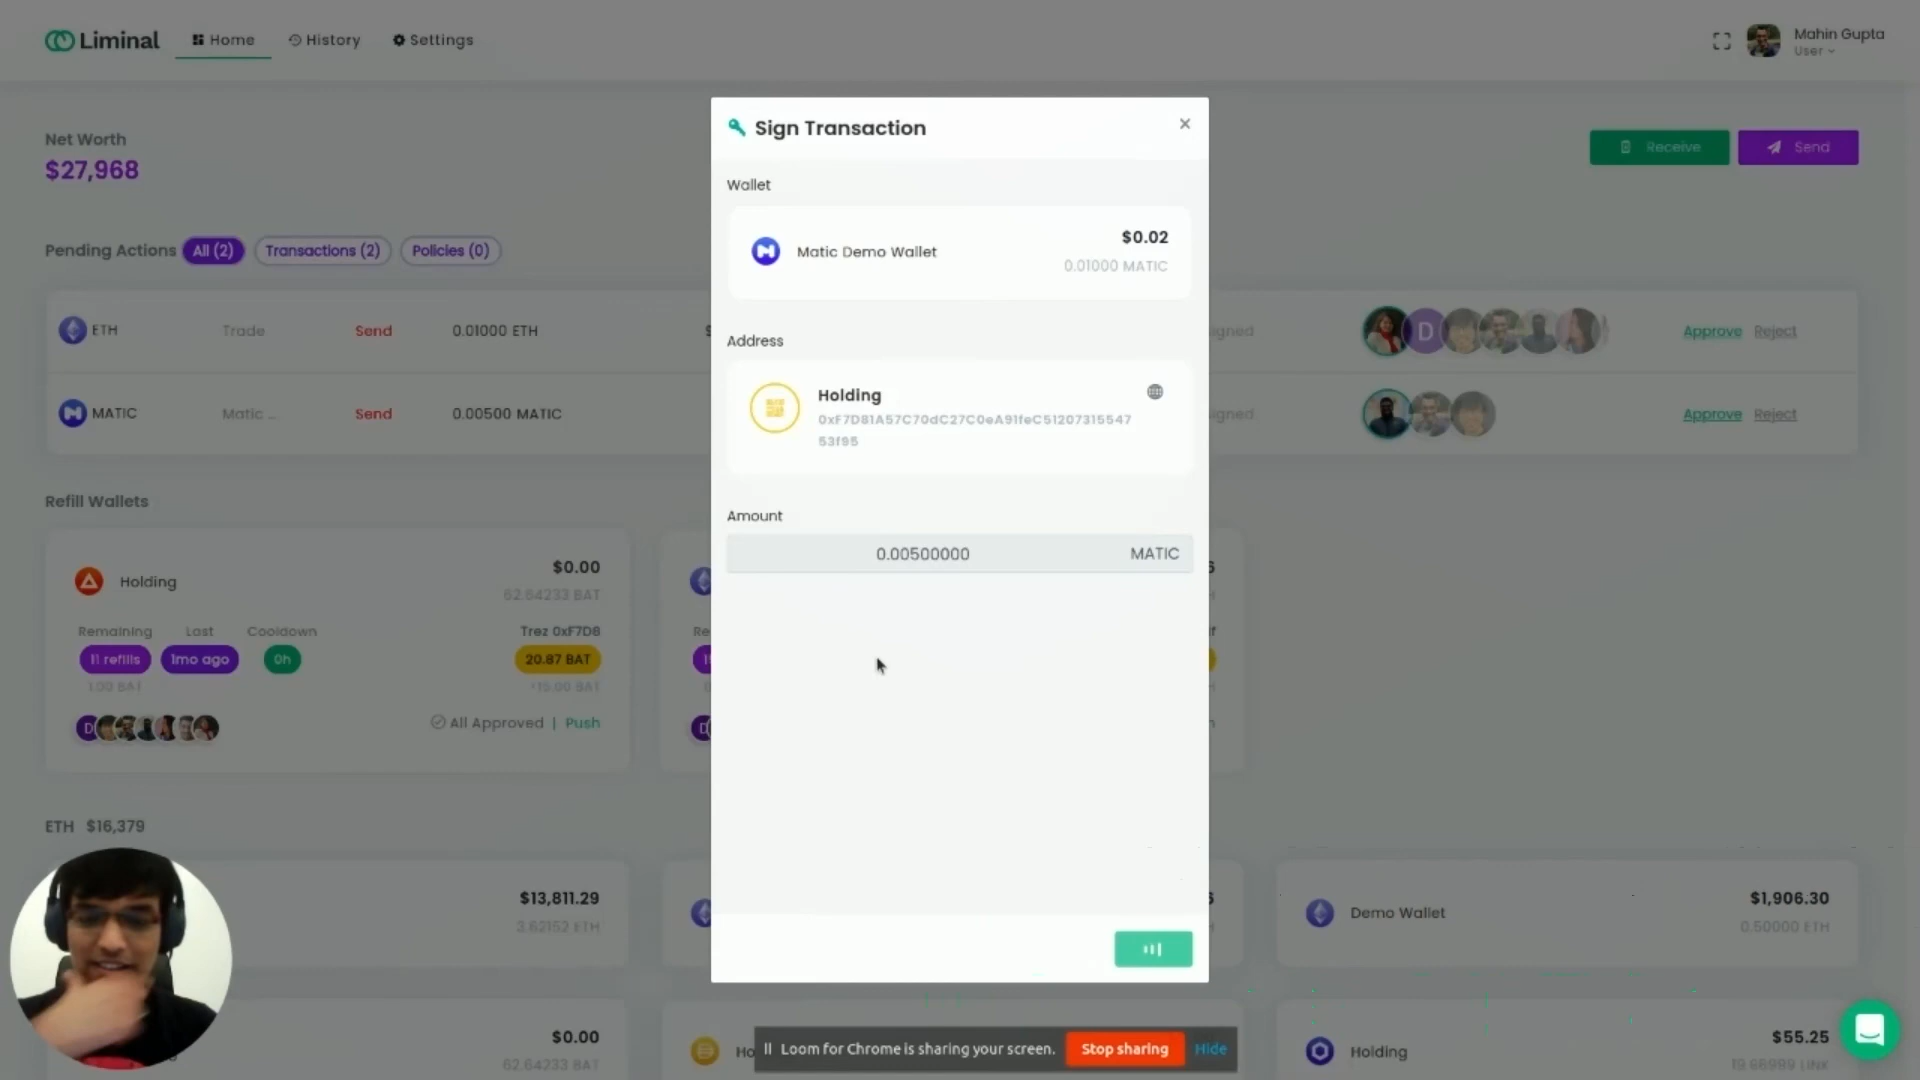 Liminal
Home
History
Settings
Mahin Gupta
User
Net Worth
$27,968
Receive
Send
Pending Actions
All (2)
Transactions (2)
Policies (0)
ETH
Trade
Send
0.01000 ETH
Approve
Reject
MATIC
Matic ...
Send
0.00500 MATIC
Approve
Reject
Sign Transaction
Wallet
Matic Demo Wallet
$0.02
0.01000 MATIC
Address
Holding
0xF7D81A57C70dC27C0eA91feC51207315547
53f95
Amount
0.00500000
MATIC
Refill Wallets
Holding
$0.00
62.64233 BAT
Remaining
Last
Cooldown
Trez 0xF7D8
11 refills
1mo ago
0h
20.87 BAT
1.00 BAT
All Approved | Push
ETH $16,379
$13,811.29
3.62152 ETH
Demo Wallet
$1,906.30
0.50000 ETH
$0.00
62.64233 BAT
Holding
$55.25
Loom for Chrome is sharing your screen.
Stop sharing
Hide